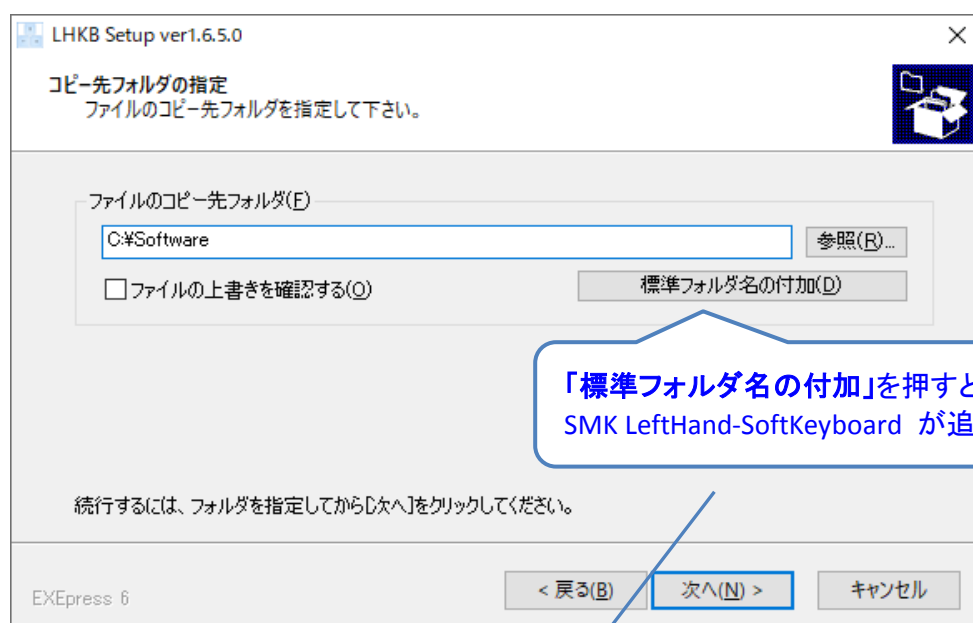 LHKB Setup ver1.6.5.0
コピー先フォルダの指定
ファイルのコピー先フォルダを指定して下さい。
ファイルのコピー先フォルダ(F)
C:¥Software
参照(R)...
ファイルの上書きを確認する(O)
標準フォルダ名の付加(D)
「標準フォルダ名の付加」を押すと
SMK LeftHand-SoftKeyboard が追
続行するには、フォルダを指定してから[次へ]をクリックしてください。
EXEpress 6
< 戻る(B)
次へ(N) >
キャンセル